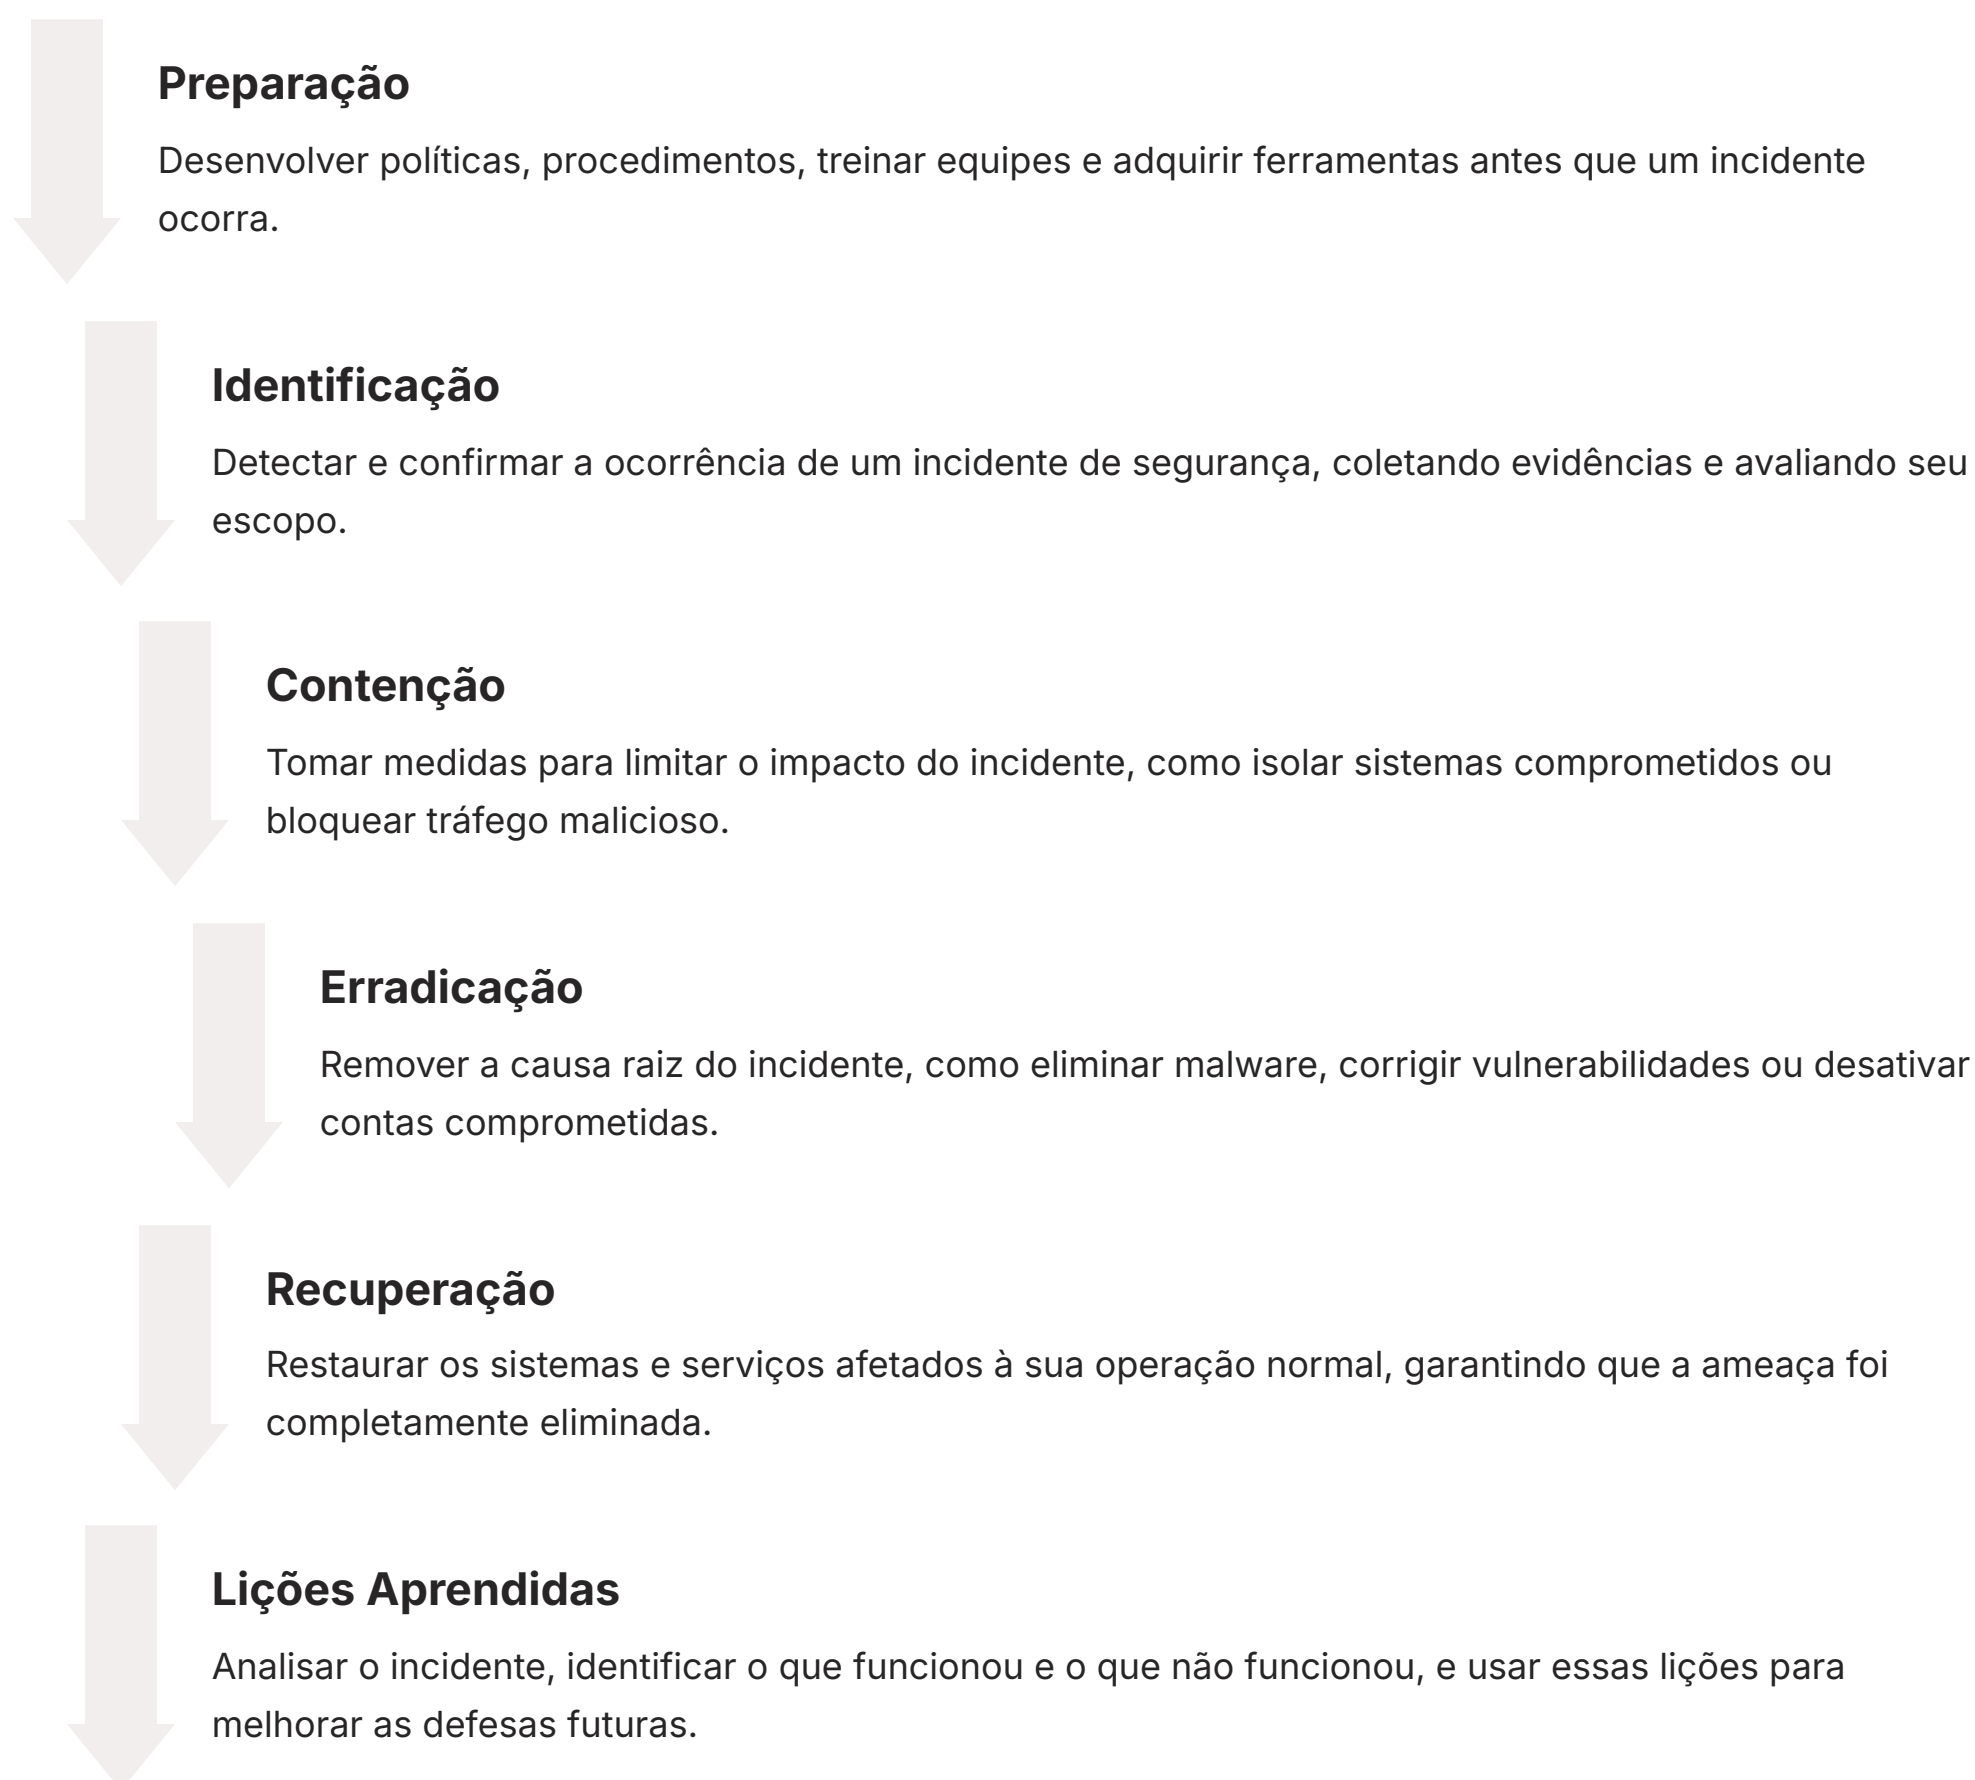 Preparação
Desenvolver políticas, procedimentos, treinar equipes e adquirir ferramentas antes que um incidente
ocorra.
Identificação
Detectar e confirmar a ocorrência de um incidente de segurança, coletando evidências e avaliando seu
escopo.
Contenção
Tomar medidas para limitar o impacto do incidente, como isolar sistemas comprometidos ou
bloquear tráfego malicioso.
Erradicação
Remover a causa raiz do incidente, como eliminar malware, corrigir vulnerabilidades ou desativar
contas comprometidas.
Recuperação
Restaurar os sistemas e serviços afetados à sua operação normal, garantindo que a ameaça foi
completamente eliminada.
Lições Aprendidas
Analisar o incidente, identificar o que funcionou e o que não funcionou, e usar essas lições para
melhorar as defesas futuras.